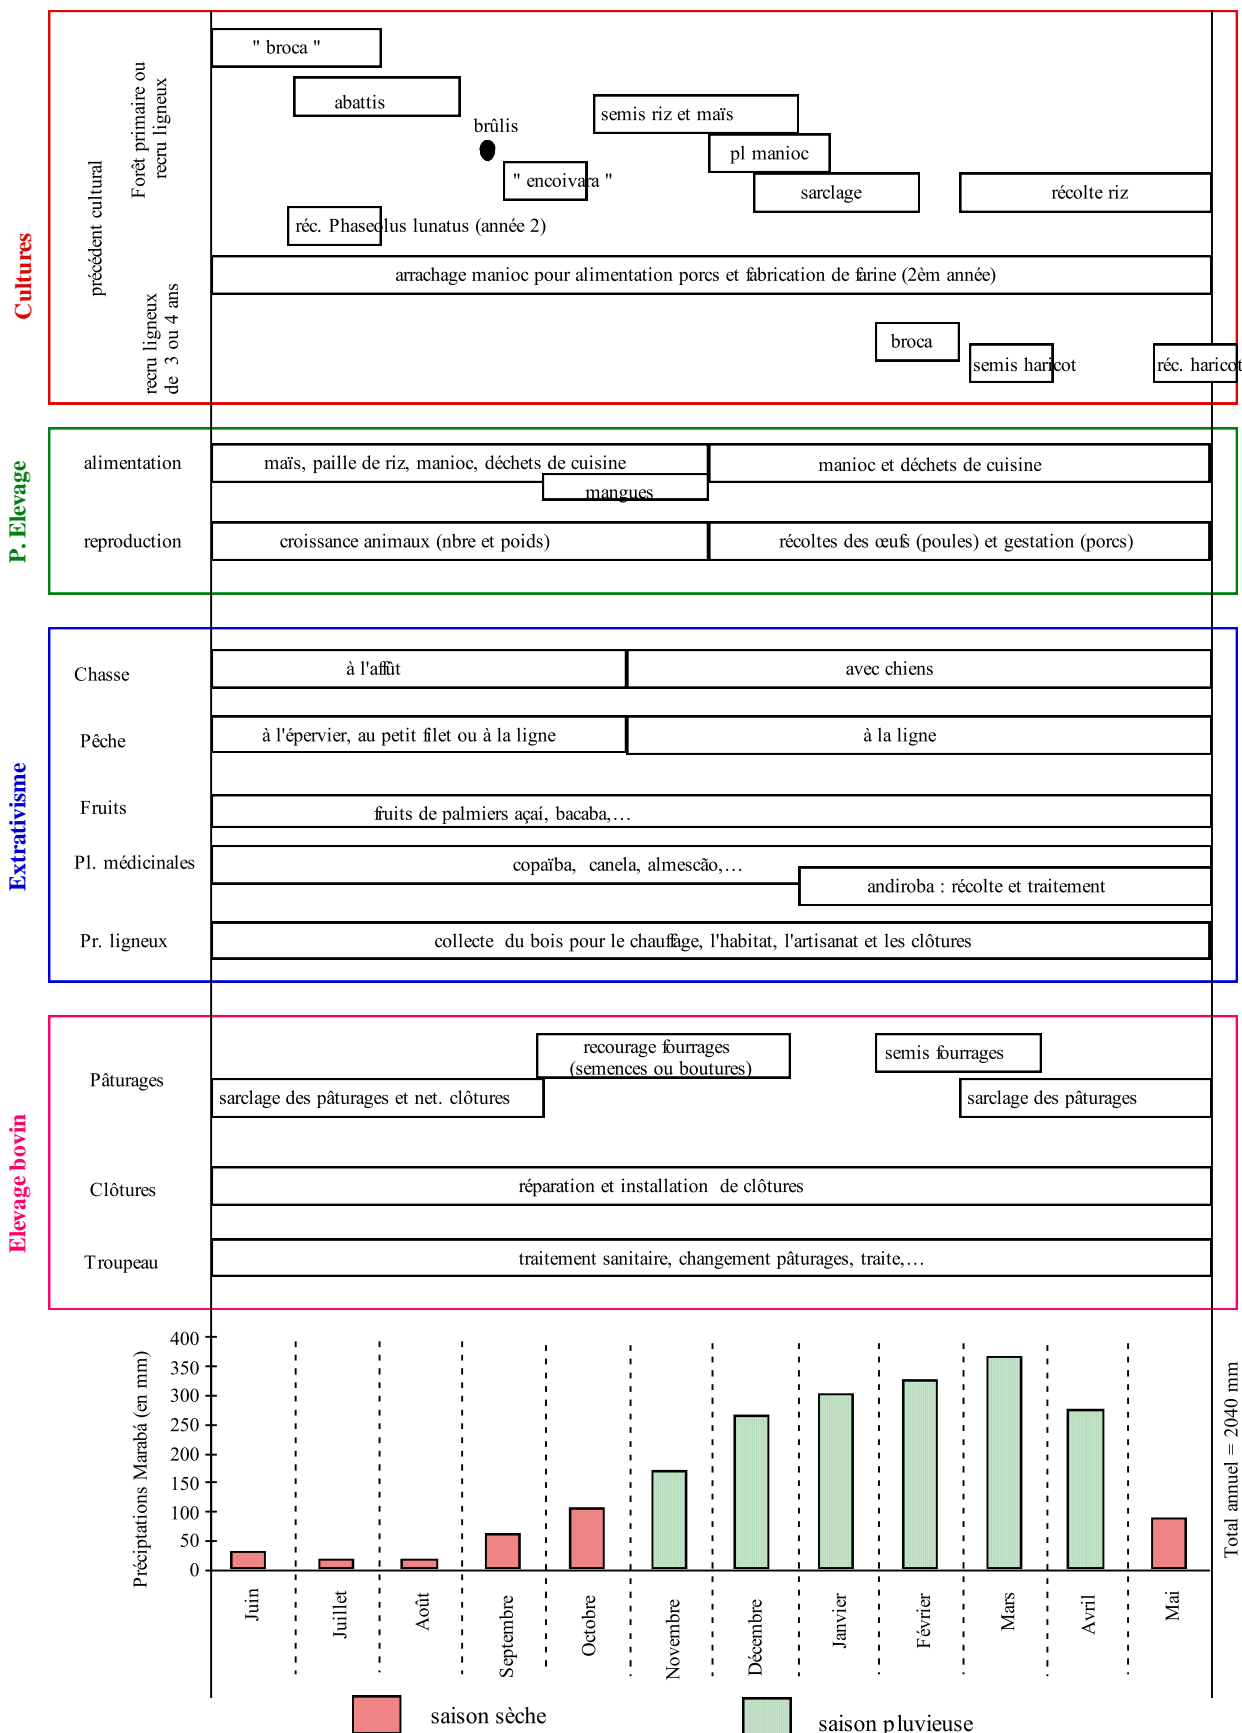 Cultures
précédent cultural
Forêt primaire ou
recru ligneux
" broca "
abattis
brûlis
semis riz et maïs
pl manioc
" encoivara "
sarclage
récolte riz
réc. Phaseolus lunatus (année 2)
arrachage manioc pour alimentation porcs et fabrication de farine (2èm année)
recru ligneux
de 3 ou 4 ans
broca
semis haricot
réc. haricot
P. Elevage
alimentation
maïs, paille de riz, manioc, déchets de cuisine
manioc et déchets de cuisine
mangues
reproduction
croissance animaux (nbre et poids)
récoltes des œufs (poules) et gestation (porcs)
Extrativisme
Chasse
à l'affût
avec chiens
Pêche
à l'épervier, au petit filet ou à la ligne
à la ligne
Fruits
fruits de palmiers açaí, bacaba,…
Pl. médicinales
copaïba, canela, almescão,…
andiroba : récolte et traitement
Pr. ligneux
collecte du bois pour le chauffage, l'habitat, l'artisanat et les clôtures
Elevage bovin
Pâturages
recourage fourrages
(semences ou boutures)
semis fourrages
sarclage des pâturages et net. clôtures
sarclage des pâturages
Clôtures
réparation et installation de clôtures
Troupeau
traitement sanitaire, changement pâturages, traite,…
Préciptations Marabá (en mm)
400
350
300
250
200
150
100
50
0
Total annuel = 2040 mm
Juin
Juillet
Août
Septembre
Octobre
Novembre
Décembre
Janvier
Février
Mars
Avril
Mai
saison sèche
saison pluvieuse